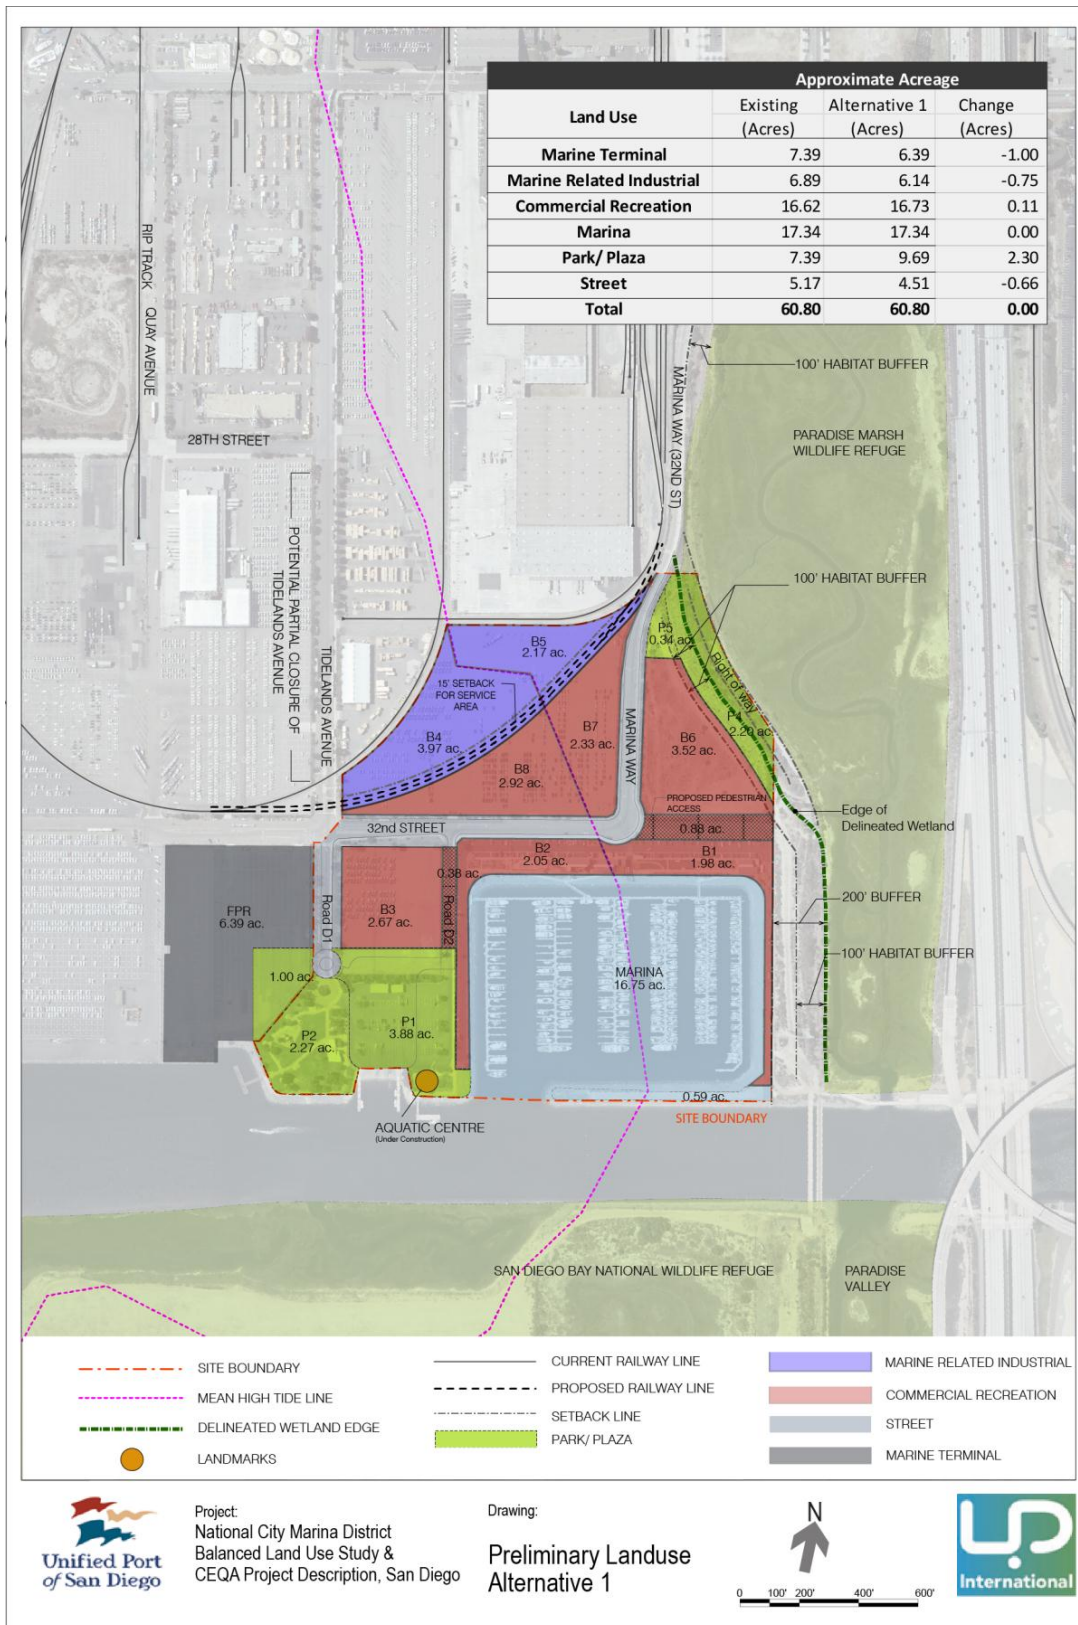 Approximate Acreage
Land Use
Existing
Alternative 1
Change
(Acres)
(Acres)
(Acres)
Marine Terminal 7.39 6.39 -1.00
Marine Related Industrial 6.89 6.14 -0.75
Commercial Recreation 16.62 16.73 0.11
Marina 17.34 17.34 0.00
Park/ Plaza 7.39 9.69 2.30
Street 5.17 4.51 -0.66
Total 60.80 60.80 0.00
RIP TRACK
QUAY AVENUE
28TH STREET
POTENTIAL PARTIAL CLOSURE OF
TIDELANDS AVENUE
TIDELANDS AVENUE
MARINA WAY (32ND ST)
100' HABITAT BUFFER
PARADISE MARSH
WILDLIFE REFUGE
100' HABITAT BUFFER
P5
0.34 ac.
Right of way
P4
2.20 ac.
B5
2.17 ac.
15' SETBACK
FOR SERVICE
AREA
B4
3.97 ac.
B7
2.33 ac.
MARINA WAY
B6
3.52 ac.
B8
2.92 ac.
PROPOSED PEDESTRIAN
ACCESS
0.88 ac.
Edge of
Delineated Wetland
32nd STREET
B2
2.05 ac.
B1
1.98 ac.
0.38 ac.
FPR
6.39 ac.
Road D1
B3
2.67 ac.
Road D2
200' BUFFER
100' HABITAT BUFFER
1.00 ac.
MARINA
16.75 ac.
P2
2.27 ac.
P1
3.88 ac.
0.59 ac.
SITE BOUNDARY
AQUATIC CENTRE
(Under Construction)
SAN DIEGO BAY NATIONAL WILDLIFE REFUGE
PARADISE
VALLEY
SITE BOUNDARY
MEAN HIGH TIDE LINE
DELINEATED WETLAND EDGE
LANDMARKS
CURRENT RAILWAY LINE
PROPOSED RAILWAY LINE
SETBACK LINE
PARK/ PLAZA
MARINE RELATED INDUSTRIAL
COMMERCIAL RECREATION
STREET
MARINE TERMINAL
Unified Port
of San Diego
Project:
National City Marina District
Balanced Land Use Study &
CEQA Project Description, San Diego
Drawing:
Preliminary Landuse
Alternative 1
N
0 100' 200' 400' 600'
UP
International